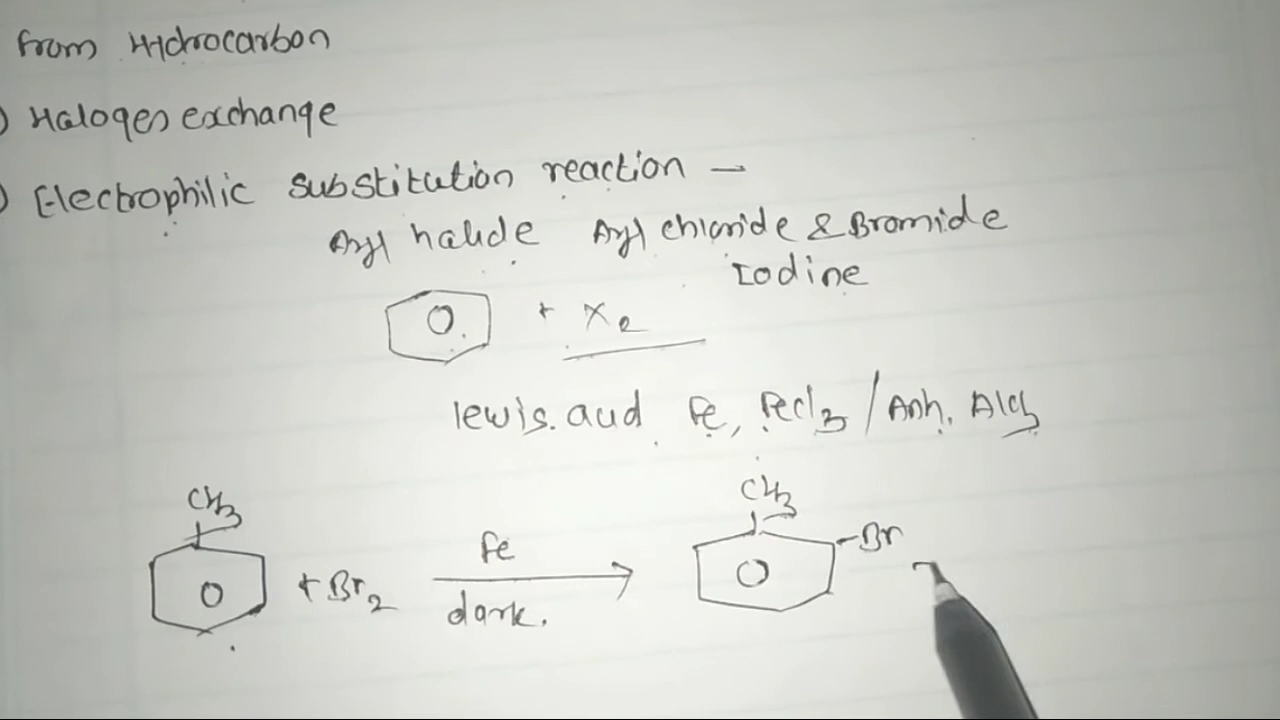 from Hydrocarbon
) Halogen exchange
) Electrophilic substitution reaction –
Aryl halide Aryl chloride & Bromide
Iodine
+ X2
lewis. acid Fe, FeCl3 / Anh. AlCl3
CH3 CH3
+ Br2 Fe -Br
dark.